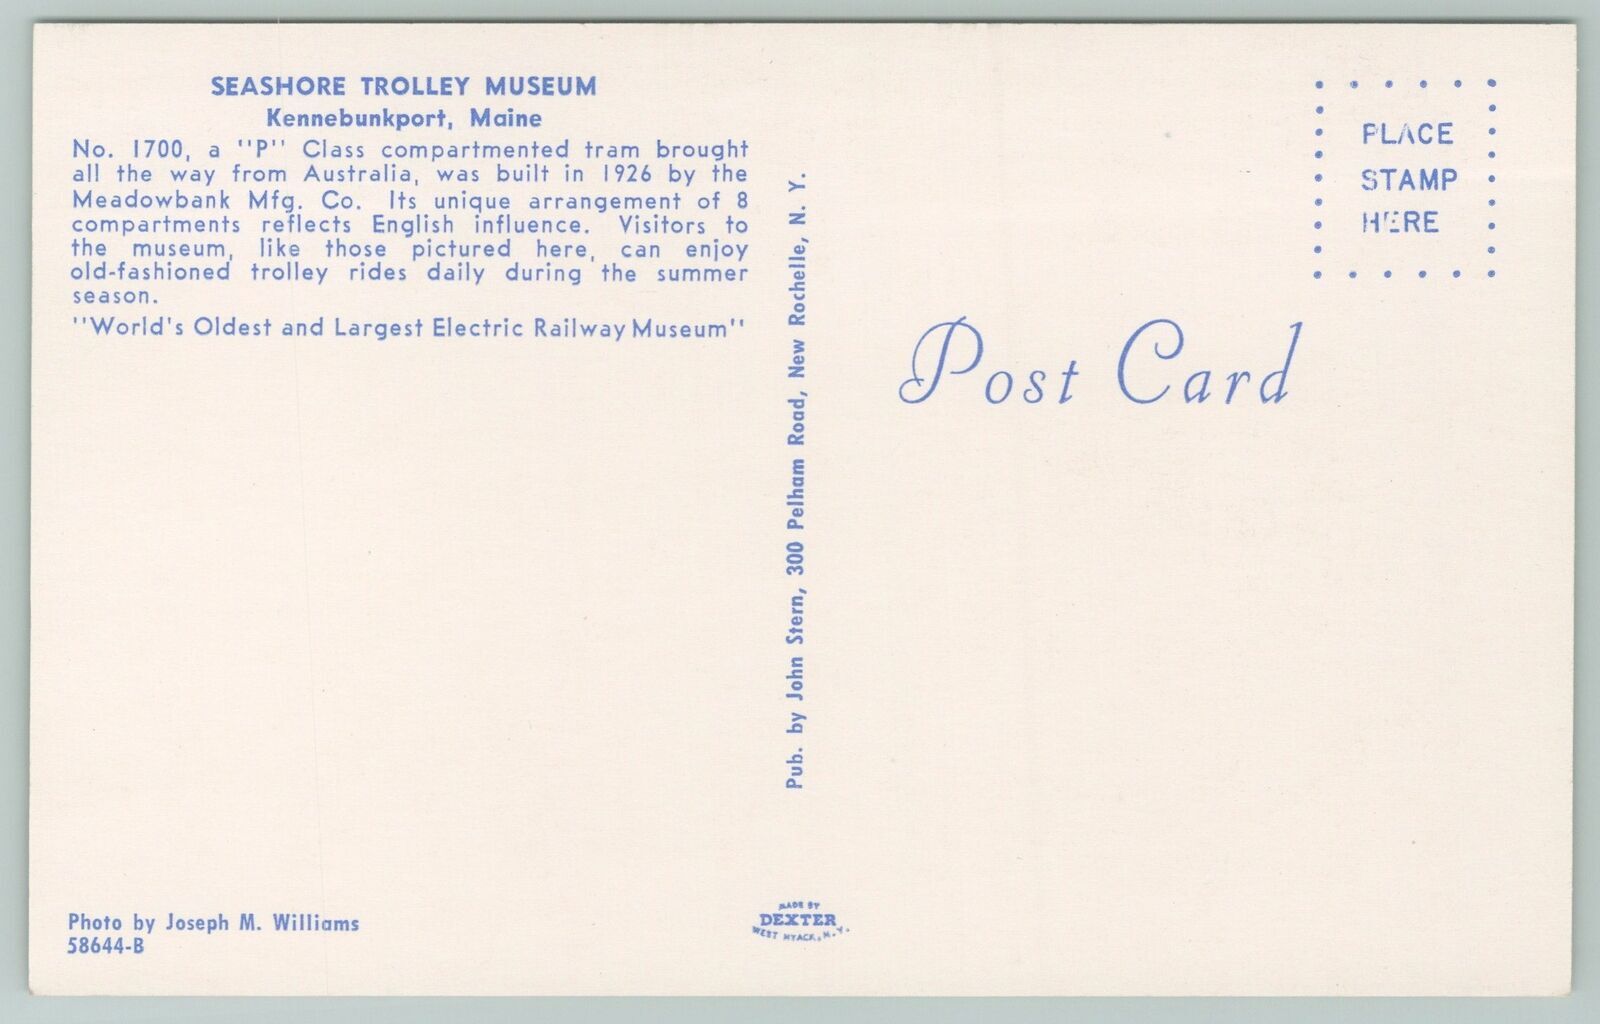 SEASHORE TROLLEY MUSEUM
Kennebunkport, Maine
No. 1700, a "P" Class compartmented tram brought
all the way from Australia, was built in 1926 by the
Meadowbank Mfg. Co. Its unique arrangement of 8
compartments reflects English influence. Visitors to
the museum, like those pictured here, can enjoy
old-fashioned trolley rides daily during the summer
season.
"World's Oldest and Largest Electric Railway Museum"
Photo by Joseph M. Williams
58644-B
Pub. by John Stern, 300 Pelham Road, New Rochelle, N. Y.
MADE BY
DEXTER
WEST NYACK, N.Y.
PLACE
STAMP
HERE
Post Card